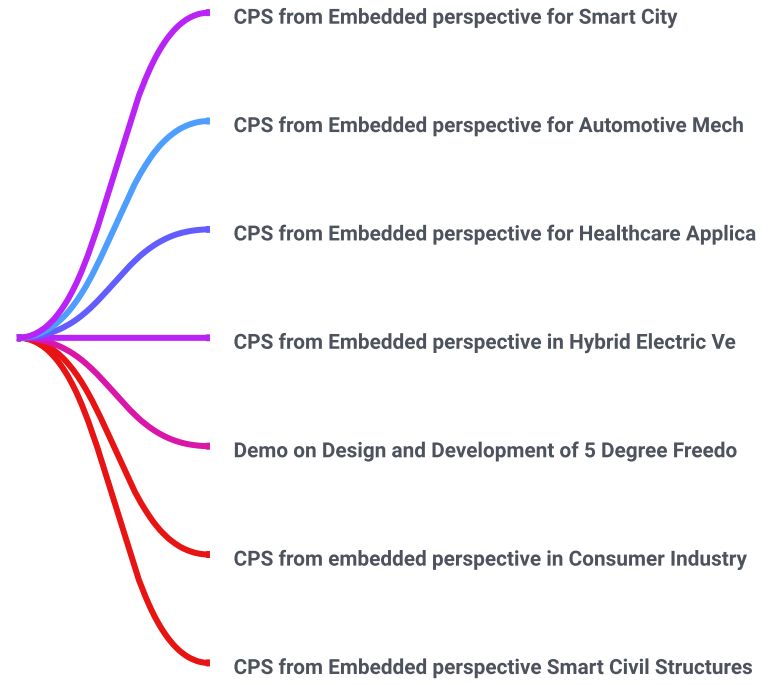 CPS from Embedded perspective for Smart City
CPS from Embedded perspective for Automotive Mech
CPS from Embedded perspective for Healthcare Applica
CPS from Embedded perspective in Hybrid Electric Ve
Demo on Design and Development of 5 Degree Freedo
CPS from embedded perspective in Consumer Industry
CPS from Embedded perspective Smart Civil Structures